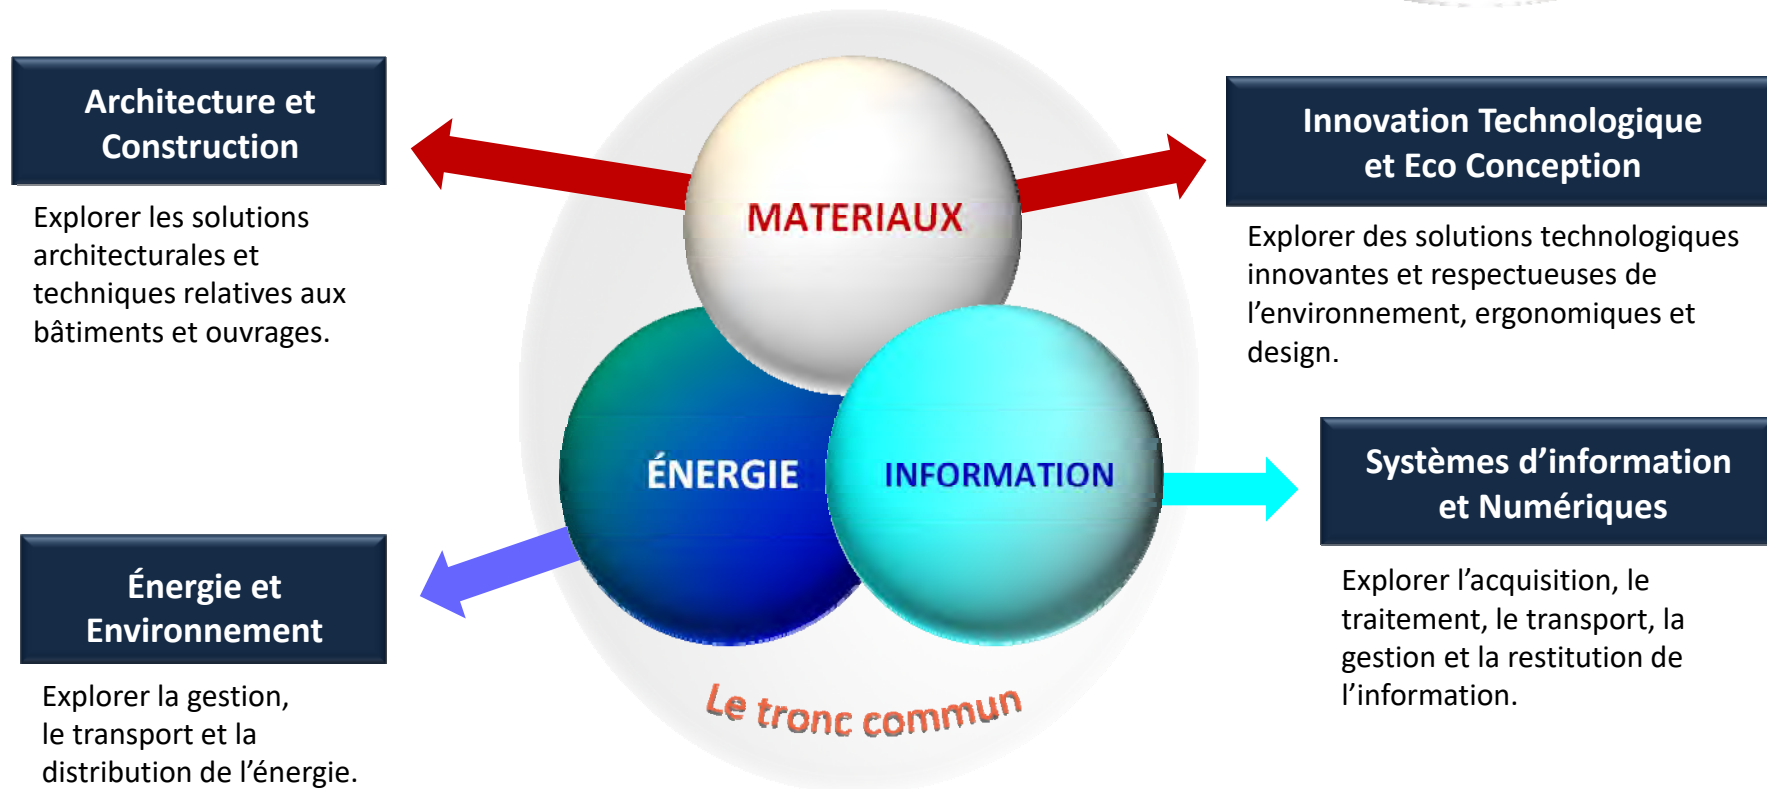 Architecture et
Construction
Explorer les solutions
architecturales et
techniques relatives aux
bâtiments et ouvrages.
MATERIAUX
Innovation Technologique
et Eco Conception
Explorer des solutions technologiques
innovantes et respectueuses de
l’environnement, ergonomiques et
design.
ÉNERGIE
INFORMATION
Systèmes d’information
et Numériques
Explorer l’acquisition, le
traitement, le transport, la
gestion et la restitution de
l’information.
Énergie et
Environnement
Explorer la gestion,
le transport et la
distribution de l’énergie.
Le tronc commun